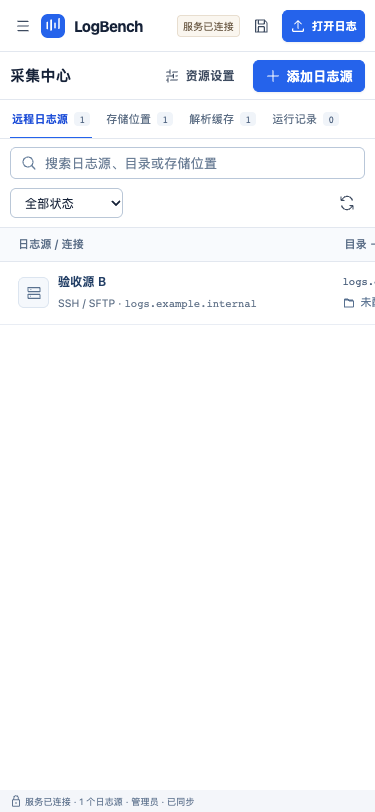 LogBench 服务已连接 打开日志
采集中心 资源设置 添加日志源
远程日志源 1 存储位置 1 解析缓存 1 运行记录 0
搜索日志源、目录或存储位置
全部状态
日志源 / 连接 目录
验收源 B logs.
SSH / SFTP · logs.example.internal 未
服务已连接 · 1 个日志源 · 管理员 · 已同步